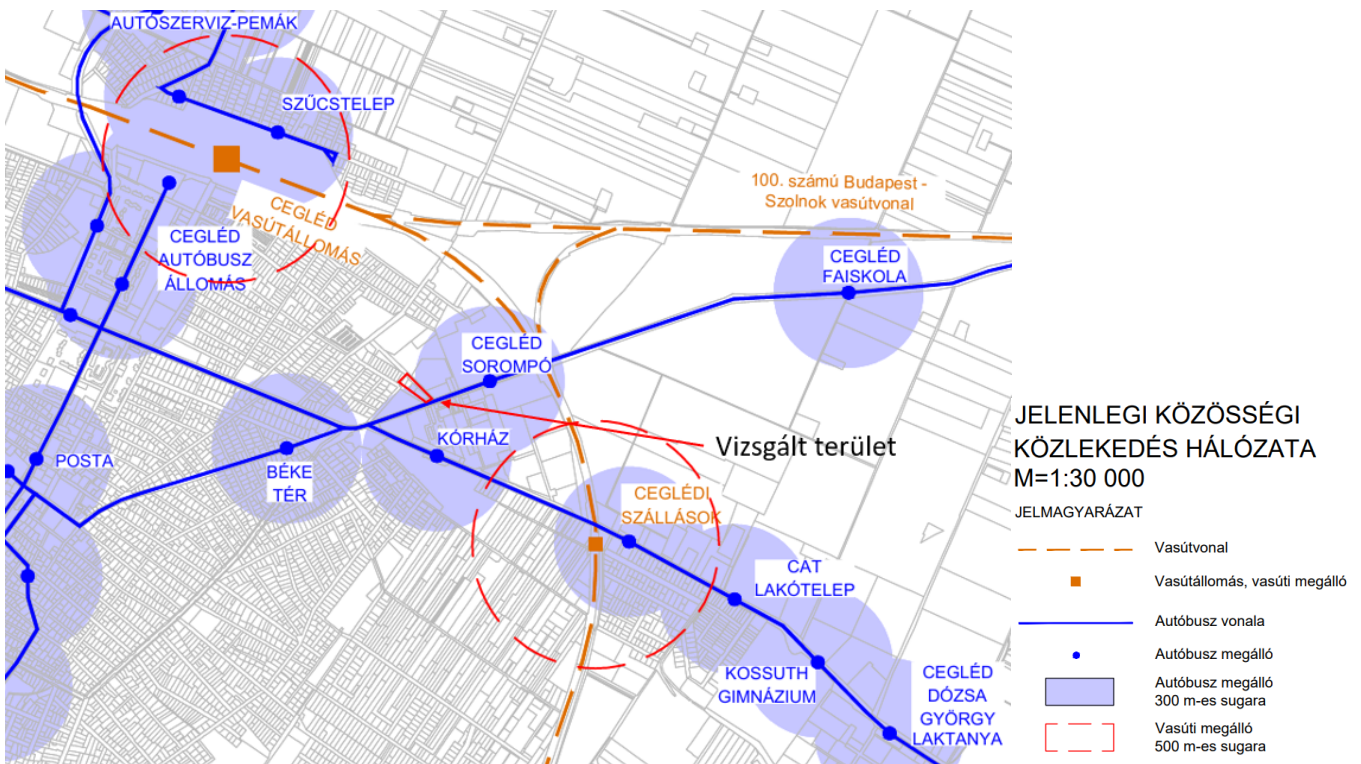 AUTÓSZERVIZ-PEMÁK
SZŰCSTELEP
CEGLÉD
VASÚTÁLLOMÁS
CEGLÉD
AUTÓBUSZ
ÁLLOMÁS
100. számú Budapest -
Szolnok vasútvonal
CEGLÉD
FAISKOLA
CEGLÉD
SOROMPÓ
KÓRHÁZ
Vizsgált terület
POSTA
BÉKE
TÉR
CEGLÉDI
SZÁLLÁSOK
CAT
LAKÓTELEP
KOSSUTH
GIMNÁZIUM
CEGLÉD
DÓZSA
GYÖRGY
LAKTANYA
JELENLEGI KÖZÖSSÉGI
KÖZLEKEDÉS HÁLÓZATA
M=1:30 000
JELMAGYARÁZAT
Vasútvonal
Vasútállomás, vasúti megálló
Autóbusz vonala
Autóbusz megálló
Autóbusz megálló
300 m-es sugara
Vasúti megálló
500 m-es sugara